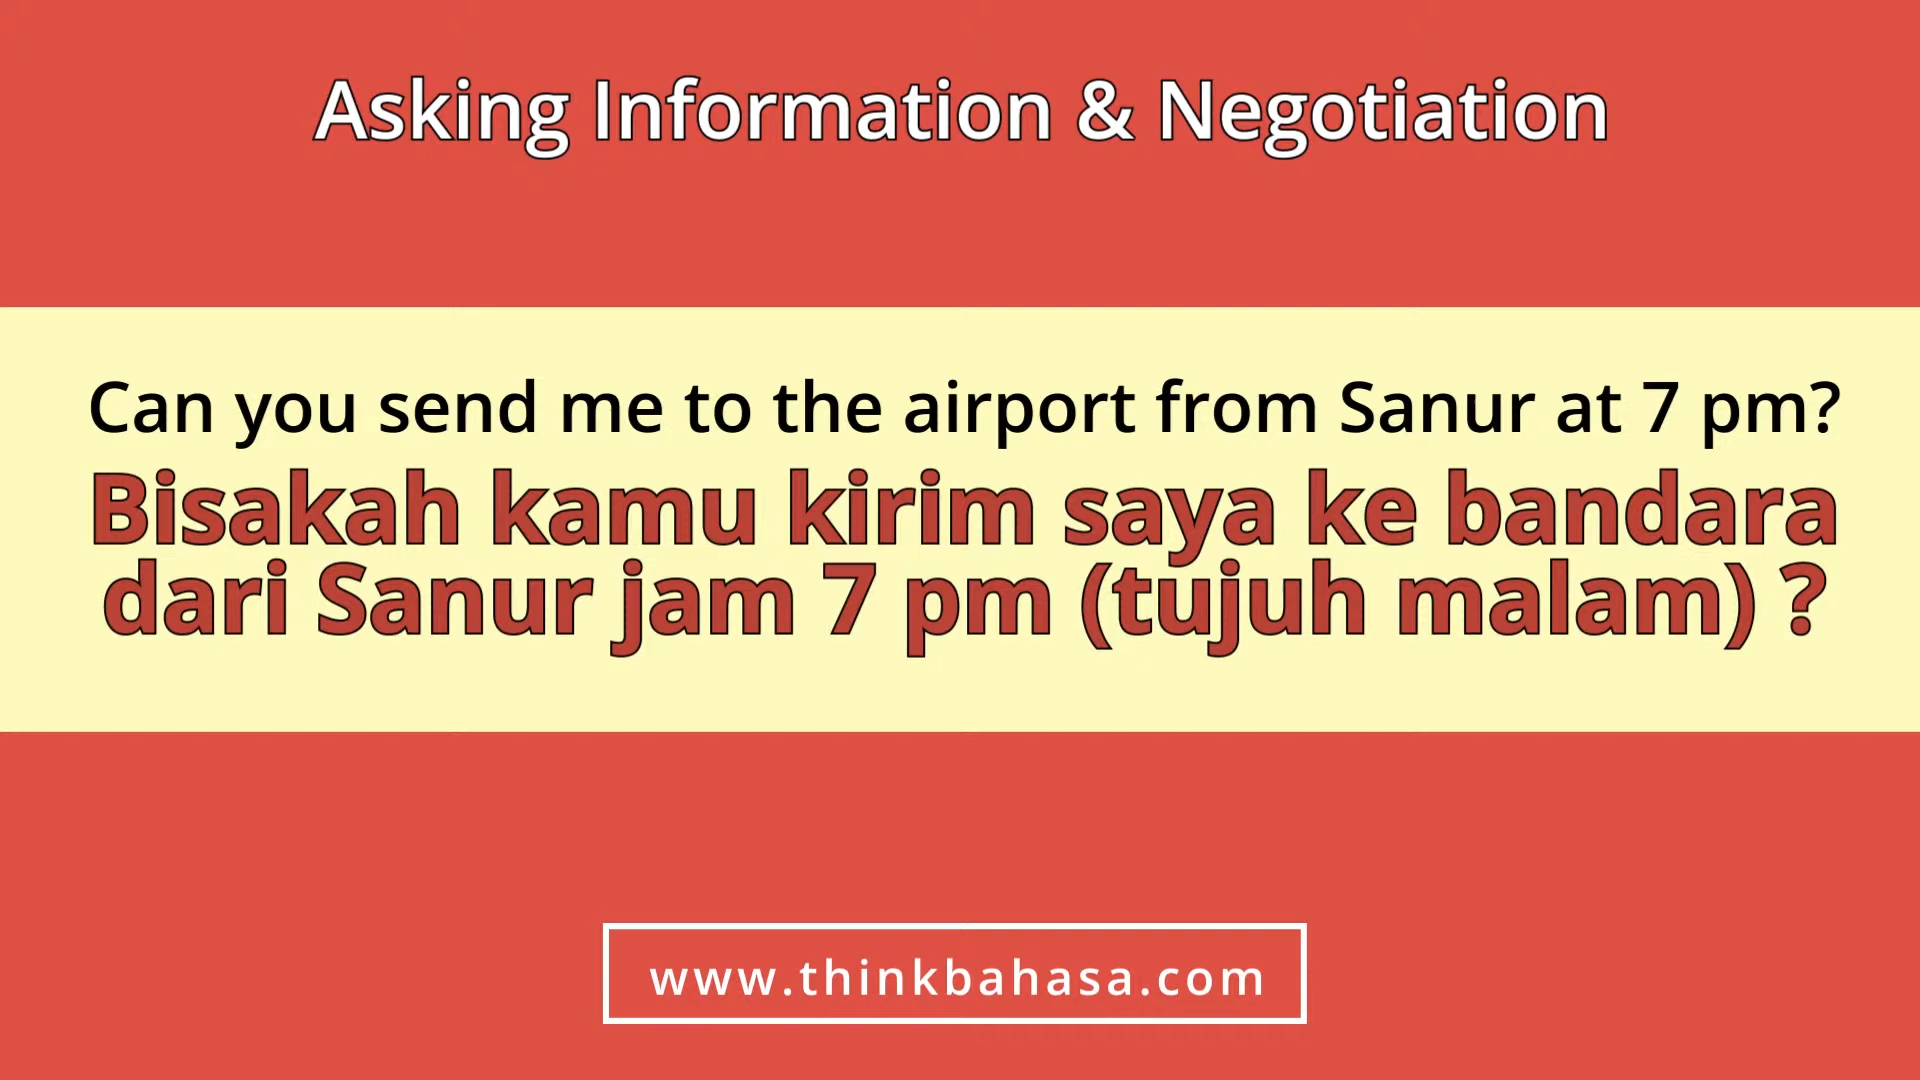 Asking Information & Negotiation
Can you send me to the airport from Sanur at 7 pm?
Bisakah kamu kirim saya ke bandara
dari Sanur jam 7 pm (tujuh malam) ?
www.thinkbahasa.com